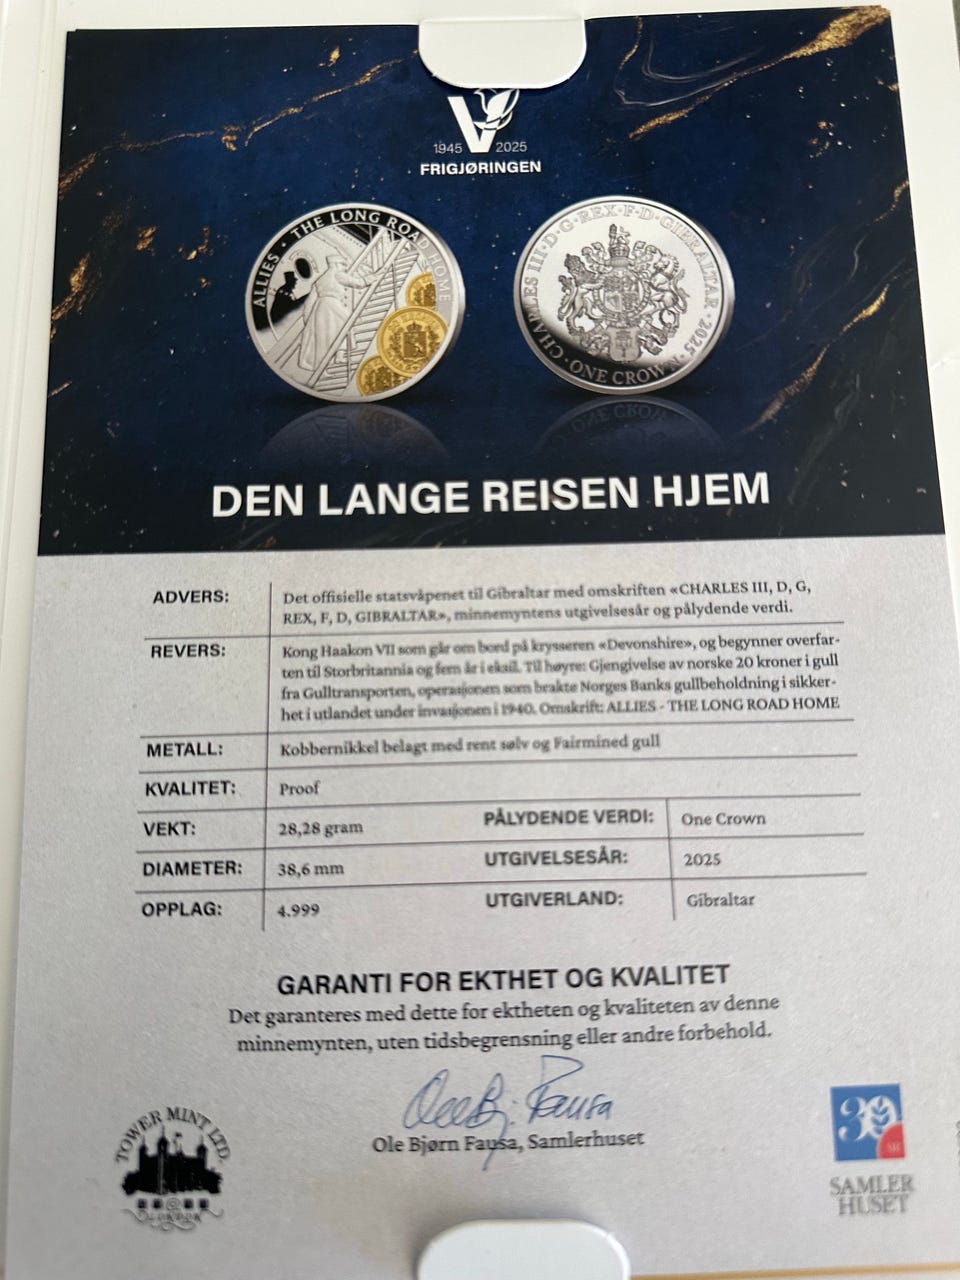 1945 2025
FRIGJØRINGEN
ALLIES · THE LONG ROAD HOME
CHARLES III·D·G·REX·F·D·GIBRALTAR · 2025 · ONE CROWN
DEN LANGE REISEN HJEM
ADVERS: Det offisielle statsvåpenet til Gibraltar med omskriften «CHARLES III, D, G,
REX, F, D, GIBRALTAR», minnemyntens utgivelsesår og pålydende verdi.
REVERS: Kong Haakon VII som går om bord på krysseren «Devonshire», og begynner overfar-
ten til Storbritannia og fem år i eksil. Til høyre: Gjengivelse av norske 20 kroner i gull
fra Gulltransporten, operasjonen som brakte Norges Banks gullbeholdning i sikker-
het i utlandet under invasjonen i 1940. Omskrift: ALLIES - THE LONG ROAD HOME
METALL: Kobbernikkel belagt med rent sølv og Fairmined gull
KVALITET: Proof
VEKT: 28,28 gram PÅLYDENDE VERDI: One Crown
DIAMETER: 38,6 mm UTGIVELSESÅR: 2025
OPPLAG: 4.999 UTGIVERLAND: Gibraltar
GARANTI FOR EKTHET OG KVALITET
Det garanteres med dette for ektheten og kvaliteten av denne
minnemynten, uten tidsbegrensning eller andre forbehold.
Ole Bj. Fausa
Ole Bjørn Fausa, Samlerhuset
TOWER MINT LTD.
LONDON
30
SH
SAMLER
HUSET